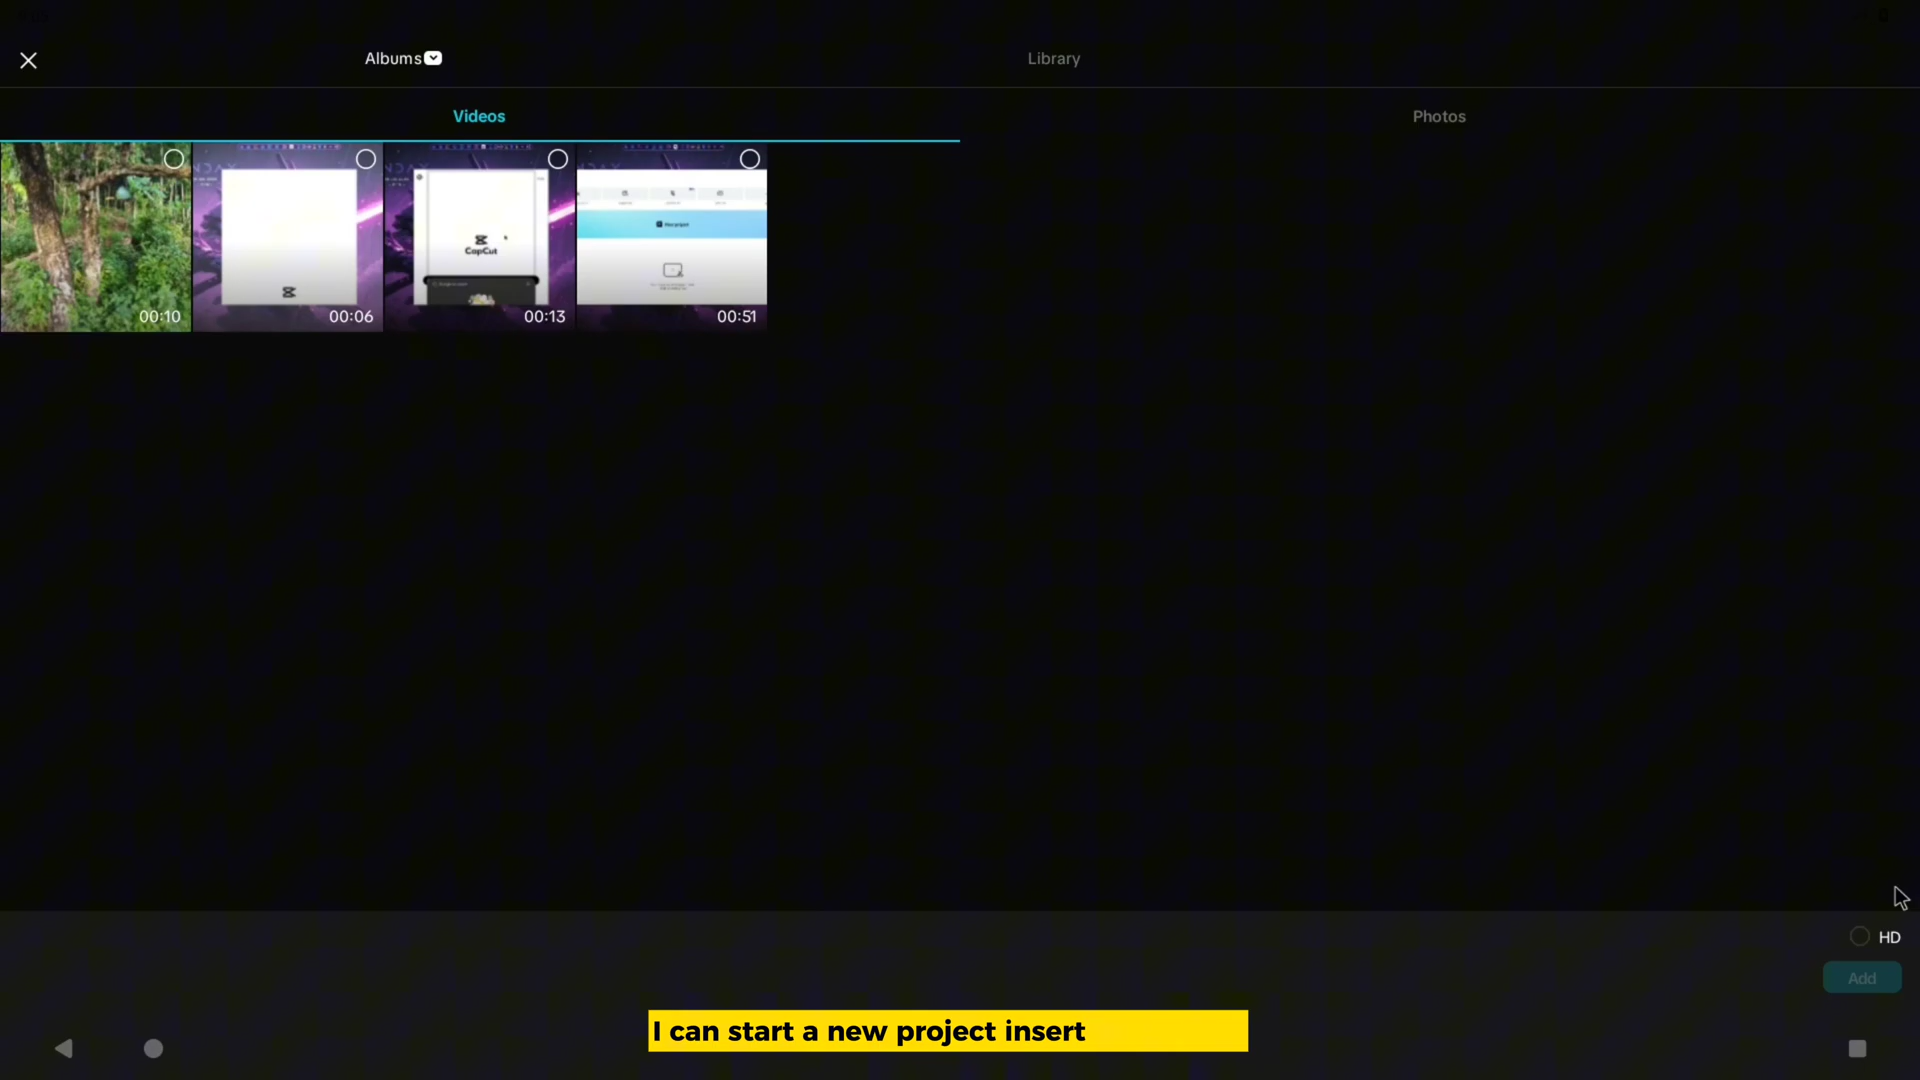 Albums
Library
Videos
Photos
CapCut
00:10
00:06
00:13
00:51
HD
Add
I can start a new project insert